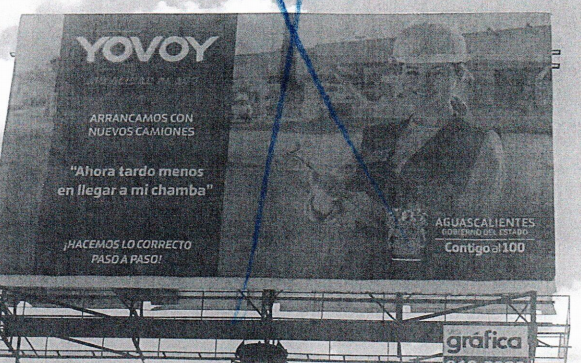 YOVOY
ARRANCAMOS CON
NUEVOS CAMIONES
"Ahora tardo menos
en llegar a mi chamba"
¡HACEMOS LO CORRECTO
PASO A PASO!
AGUASCALIENTES
GOBIERNO DEL ESTADO
Contigo al 100
gráfica